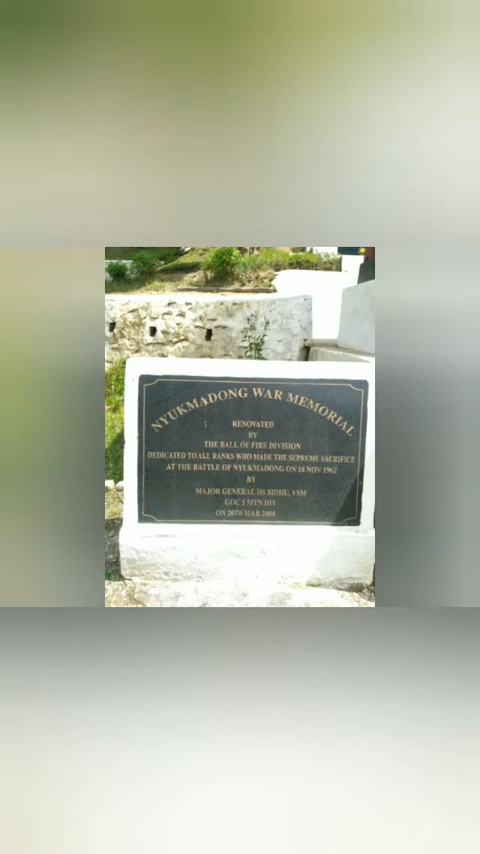 NYUKMADONG WAR MEMORIAL
RENOVATED
BY
THE BALL OF FIRE DIVISION
DEDICATED TO ALL RANKS WHO MADE THE SUPREME SACRIFICE
AT THE BATTLE OF NYUKMADONG ON 18 NOV 1962
BY
MAJOR GENERAL DS SIDHU, VSM
GOC 5 MTN DIV
ON 20TH MAR 2008